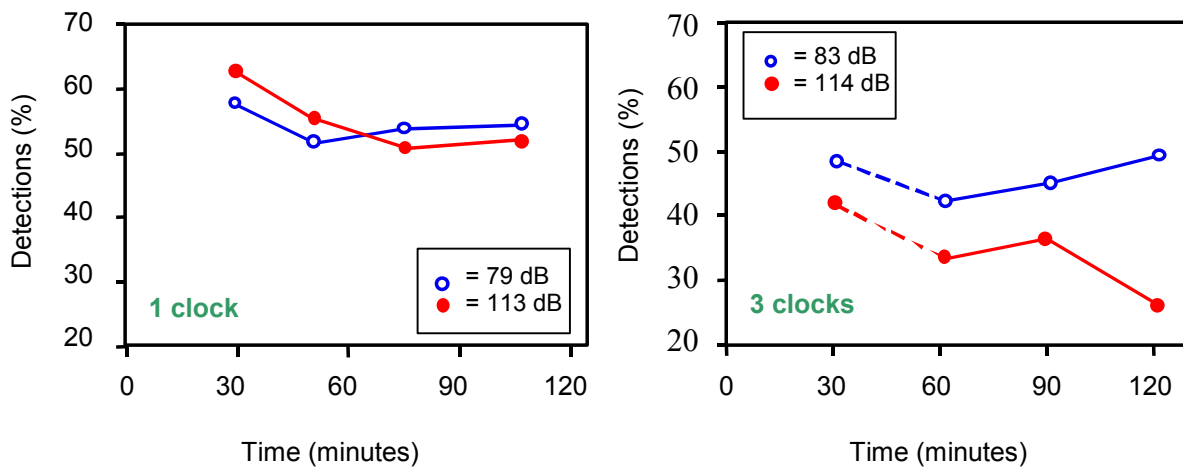 70
60
50
40
30
20
Detections (%)
= 79 dB
= 113 dB
1 clock
0 30 60 90 120
Time (minutes)
70
60
50
40
30
20
Detections (%)
= 83 dB
= 114 dB
3 clocks
0 30 60 90 120
Time (minutes)